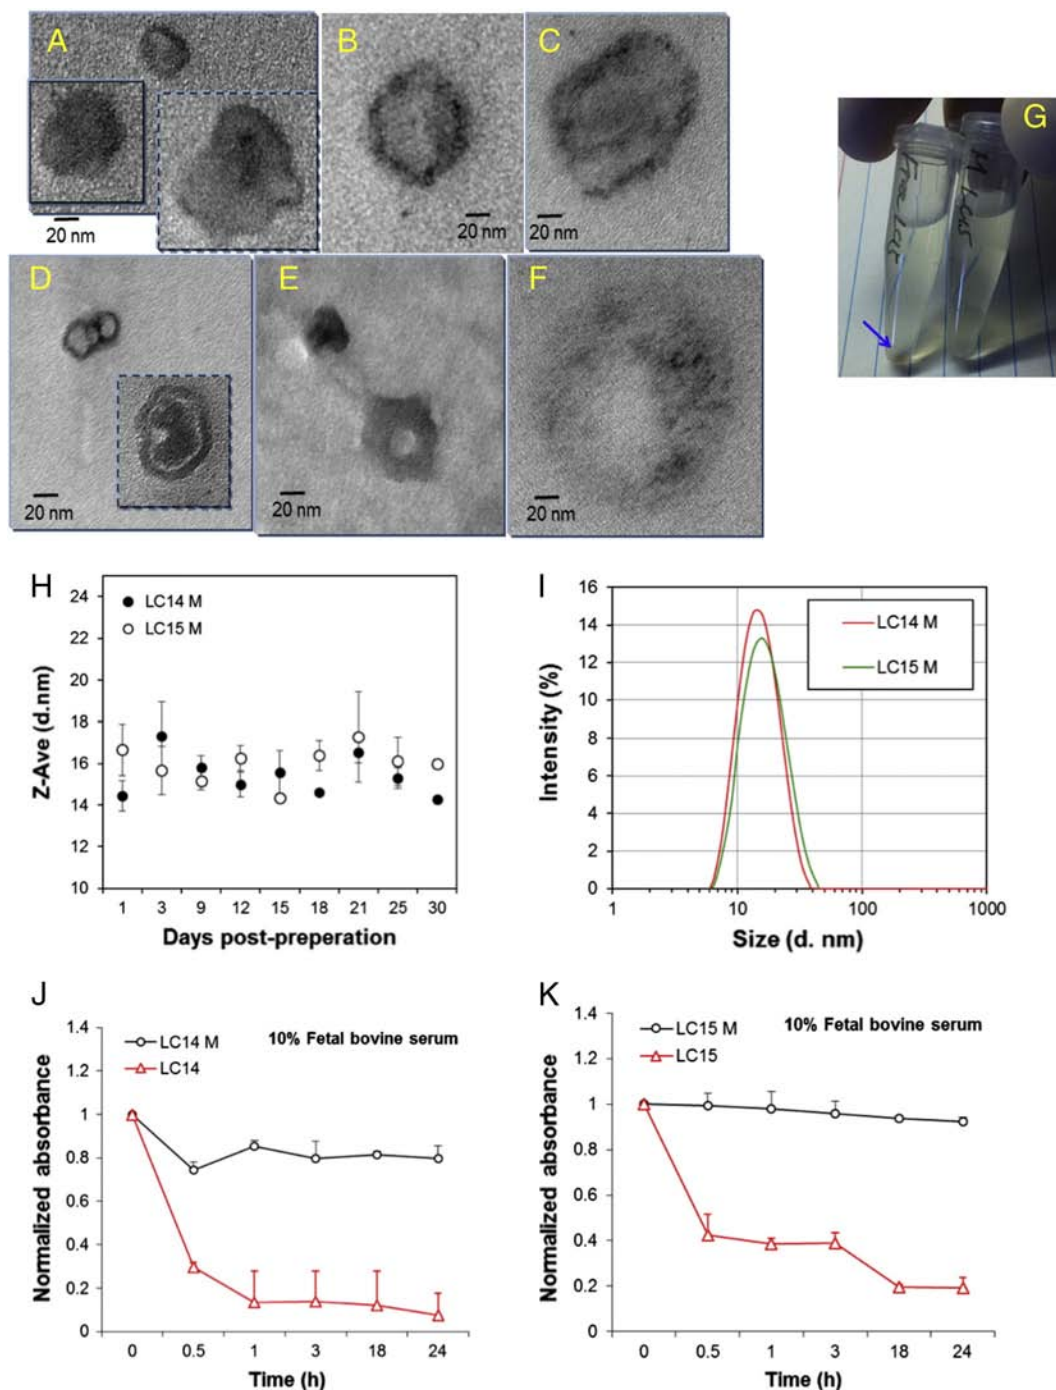 A
B
C
G
20 nm
20 nm
20 nm
20 nm
Free LC15
M LC15
D
E
F
20 nm
20 nm
20 nm
H
24
22
20
18
16
14
12
10
Z-Ave (d.nm)
LC14 M
LC15 M
1 3 9 12 15 18 21 25 30
Days post-preperation
I
16
14
12
10
8
6
4
2
0
Intensity (%)
LC14 M
LC15 M
1 10 100 1000
Size (d. nm)
J
1.4
1.2
1
0.8
0.6
0.4
0.2
0
Normalized absorbance
LC14 M
LC14
10% Fetal bovine serum
0 0.5 1 3 18 24
Time (h)
K
1.4
1.2
1
0.8
0.6
0.4
0.2
0
Normalized absorbance
LC15 M
LC15
10% Fetal bovine serum
0 0.5 1 3 18 24
Time (h)